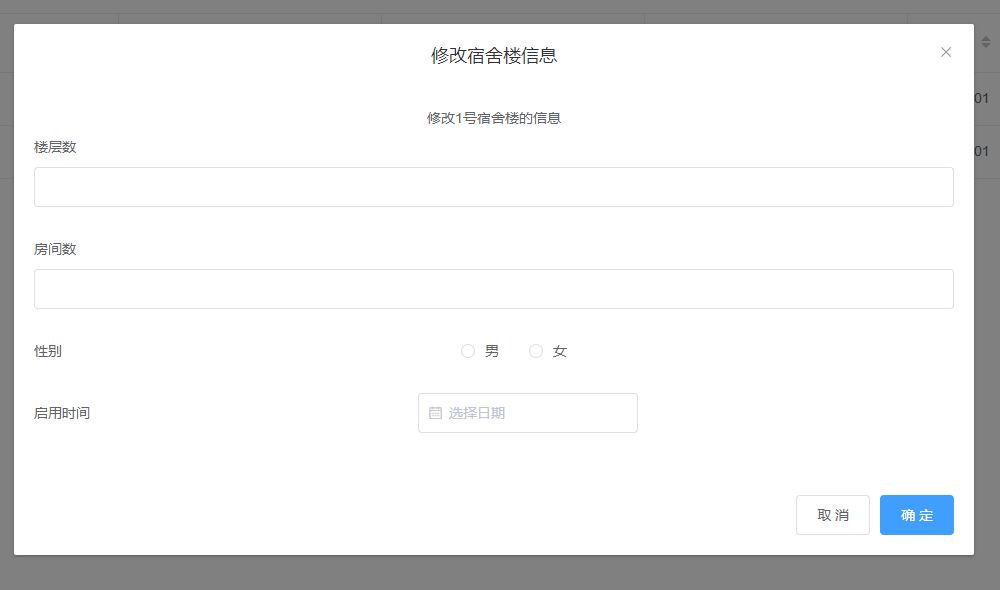 修改宿舍楼信息
修改1号宿舍楼的信息
01
楼层数
01
房间数
性别 男 女
启用时间 选择日期
取消 确定